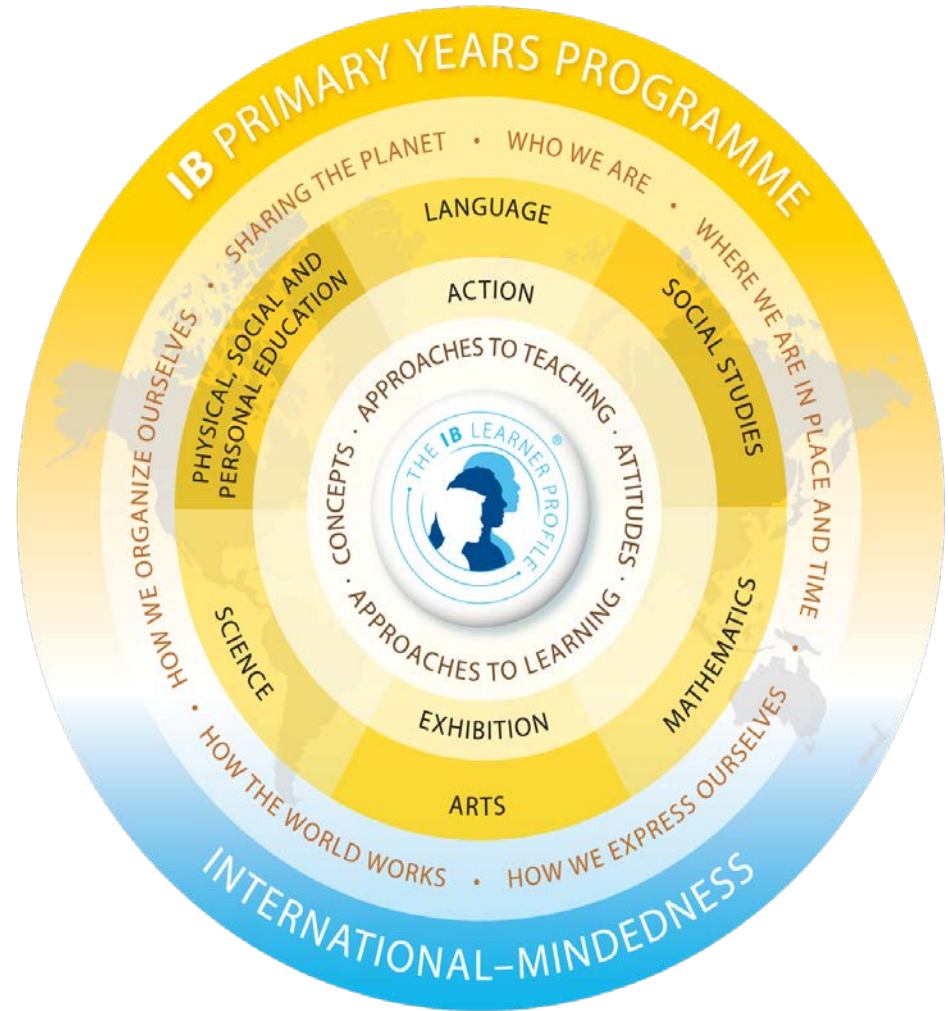 IB PRIMARY YEARS PROGRAMME
SHARING THE PLANET · WHO WE ARE · WHERE WE ARE IN PLACE AND TIME · HOW WE EXPRESS OURSELVES · HOW THE WORLD WORKS · HOW WE ORGANIZE OURSELVES ·
LANGUAGE
SOCIAL STUDIES
MATHEMATICS
ARTS
SCIENCE
PHYSICAL, SOCIAL AND
PERSONAL EDUCATION
ACTION
EXHIBITION
APPROACHES TO TEACHING · ATTITUDES · APPROACHES TO LEARNING · CONCEPTS ·
· THE IB LEARNER PROFILE ·®
INTERNATIONAL–MINDEDNESS